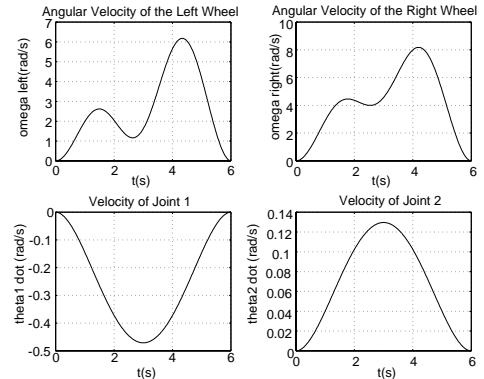 Angular Velocity of the Left Wheel
7
6
5
4
3
2
1
0
0 2 4 6
omega left(rad/s)
t(s)
Angular Velocity of the Right Wheel
10
8
6
4
2
0
0 2 4 6
omega right(rad/s)
t(s)
Velocity of Joint 1
0
-0.1
-0.2
-0.3
-0.4
-0.5
0 2 4 6
theta1 dot (rad/s)
t(s)
Velocity of Joint 2
0.14
0.12
0.1
0.08
0.06
0.04
0.02
0
0 2 4 6
theta2 dot (rad/s)
t(s)